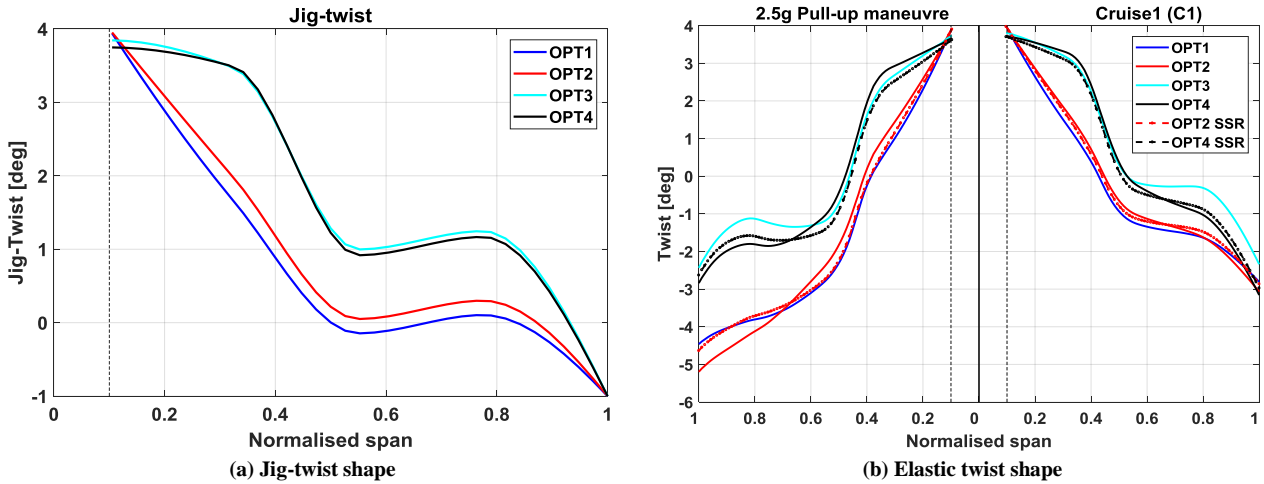 Jig-twist
4
3
2
1
0
-1
Jig-Twist [deg]
OPT1
OPT2
OPT3
OPT4
0 0.2 0.4 0.6 0.8 1
Normalised span
(a) Jig-twist shape
2.5g Pull-up maneuvre Cruise1 (C1)
4
3
2
1
0
-1
-2
-3
-4
-5
-6
Twist [deg]
OPT1
OPT2
OPT3
OPT4
OPT2 SSR
OPT4 SSR
1 0.8 0.6 0.4 0.2 0 0.2 0.4 0.6 0.8 1
Normalised span
(b) Elastic twist shape